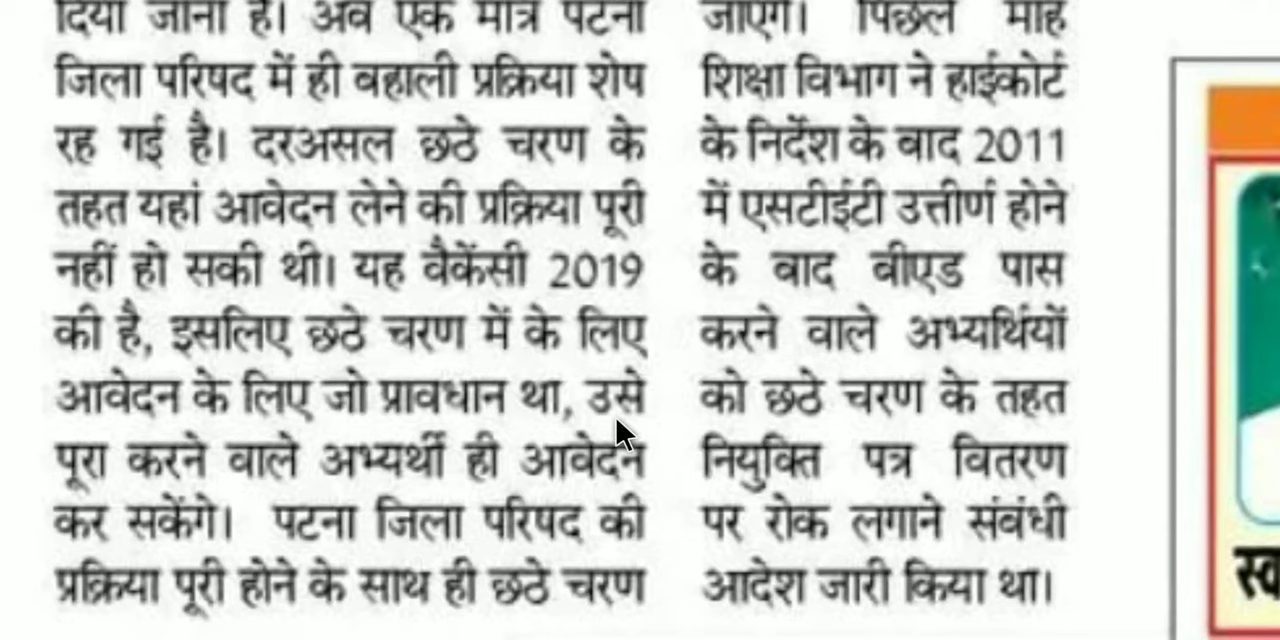 दिया जाना है। अब एक मात्र पटना
जिला परिषद में ही बहाली प्रक्रिया शेष
रह गई है। दरअसल छठे चरण के
तहत यहां आवेदन लेने की प्रक्रिया पूरी
नहीं हो सकी थी। यह वैकेंसी 2019
की है, इसलिए छठे चरण में के लिए
आवेदन के लिए जो प्रावधान था, उसे
पूरा करने वाले अभ्यर्थी ही आवेदन
कर सकेंगे। पटना जिला परिषद की
प्रक्रिया पूरी होने के साथ ही छठे चरण
जाएगा। पिछले माह
शिक्षा विभाग ने हाईकोर्ट
के निर्देश के बाद 2011
में एसटीईटी उत्तीर्ण होने
के बाद बीएड पास
करने वाले अभ्यर्थियों
को छठे चरण के तहत
नियुक्ति पत्र वितरण
पर रोक लगाने संबंधी
आदेश जारी किया था।